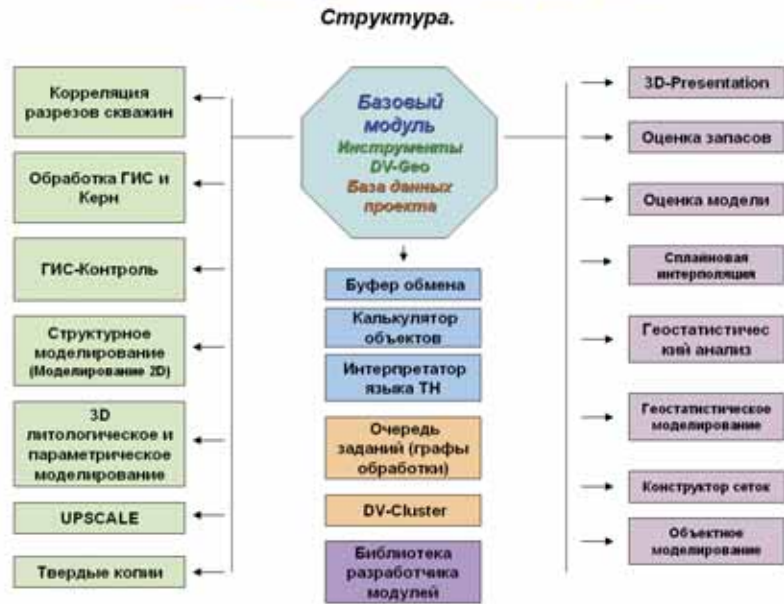 Структура.
Корреляция
разрезов скважин
Обработка ГИС и
Керн
ГИС-Контроль
Структурное
моделирование
(Моделирование 2D)
3D
литологическое и
параметрическое
моделирование
UPSCALE
Твердые копии
Базовый
модуль
Инструменты
DV-Geo
База данных
проекта
Буфер обмена
Калькулятор
объектов
Интерпретатор
языка ТН
Очередь
заданий (графы
обработки)
DV-Cluster
Библиотека
разработчика
модулей
3D-Presentation
Оценка запасов
Оценка модели
Сплайновая
интерполяция
Геостатистичес
кий анализ
Геостатистическое
моделирование
Конструктор сеток
Объектное
моделирование